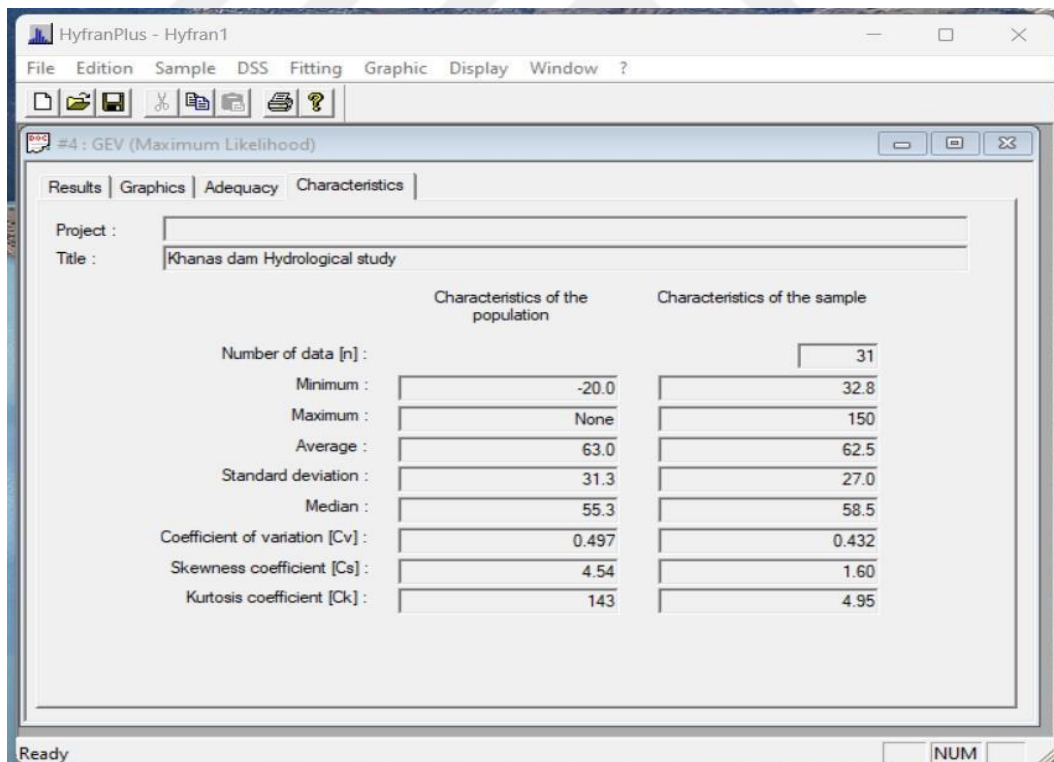 HyfranPlus - Hyfran1
File Edition Sample DSS Fitting Graphic Display Window ?
#4 : GEV (Maximum Likelihood)
Results Graphics Adequacy Characteristics
Project :
Title : Khanas dam Hydrological study
Characteristics of the population Characteristics of the sample
Number of data [n] : 31
Minimum : -20.0 32.8
Maximum : None 150
Average : 63.0 62.5
Standard deviation : 31.3 27.0
Median : 55.3 58.5
Coefficient of variation [Cv] : 0.497 0.432
Skewness coefficient [Cs] : 4.54 1.60
Kurtosis coefficient [Ck] : 143 4.95
Ready NUM